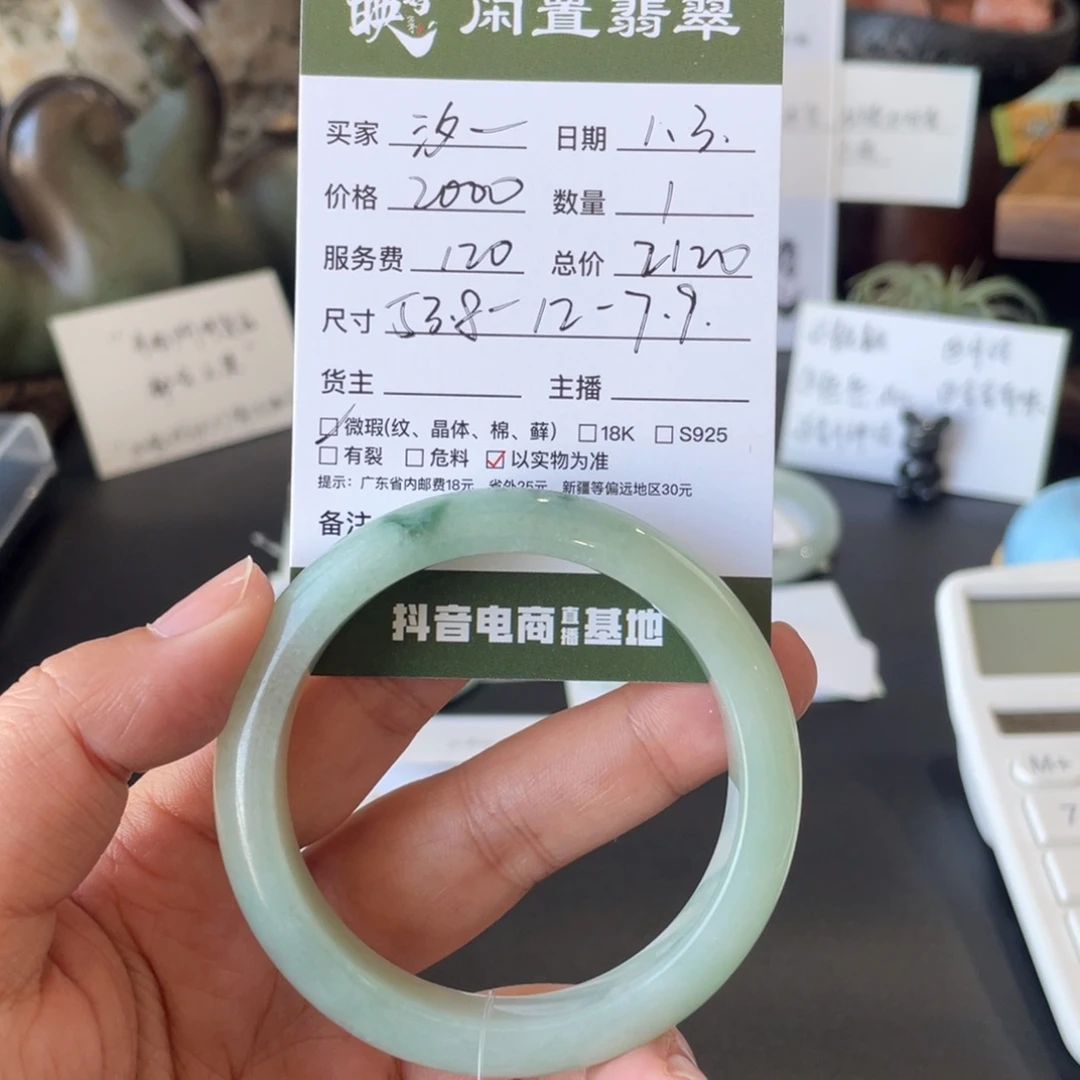 映 闲置翡翠
买家 汐一 日期 1.3.
价格 2000 数量 1
服务费 120 总价 2120
尺寸 53.8-12-7.9.
货主 主播
微瑕(纹、晶体、棉、藓) 18K S925
有裂 危料 以实物为准
提示：广东省内邮费18元 省外25元 新疆等偏远地区30元
备注
抖音电商直播基地
M+
7